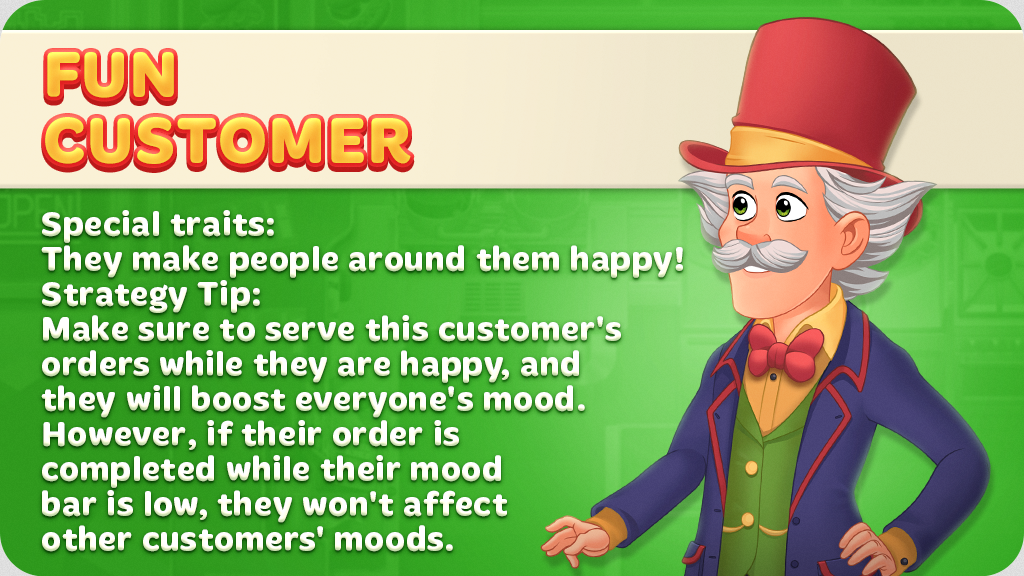 FUN
CUSTOMER
Special traits:
They make people around them happy!
Strategy Tip:
Make sure to serve this customer's
orders while they are happy, and
they will boost everyone's mood.
However, if their order is
completed while their mood
bar is low, they won't affect
other customers' moods.
OPEN